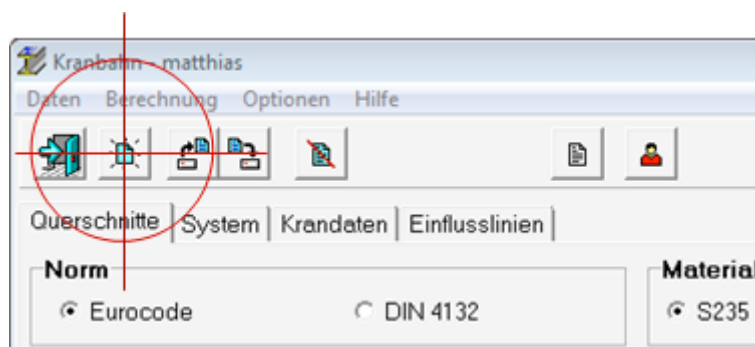 Kranbahn - matthias
Daten Berechnung Optionen Hilfe
Querschnitte System Krandaten Einflusslinien
Norm Material
Eurocode DIN 4132 S235